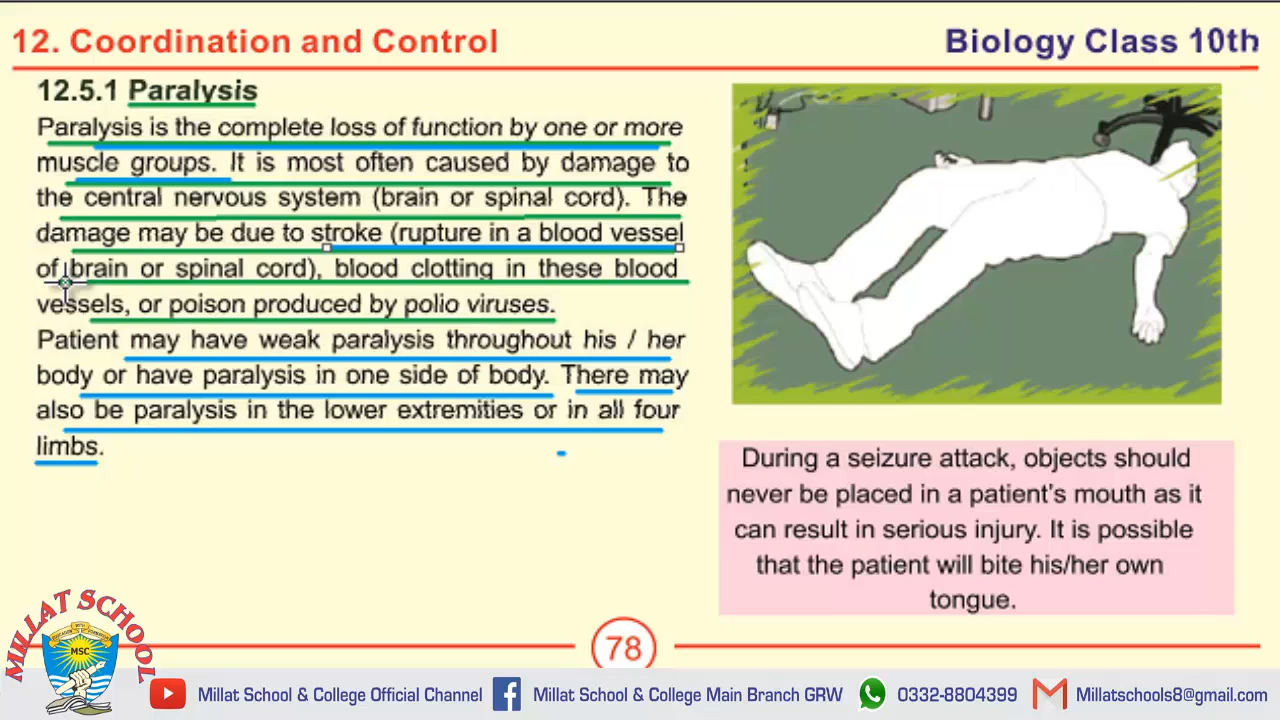 12. Coordination and Control
Biology Class 10th
12.5.1 Paralysis
Paralysis is the complete loss of function by one or more
muscle groups. It is most often caused by damage to
the central nervous system (brain or spinal cord). The
damage may be due to stroke (rupture in a blood vessel
of brain or spinal cord), blood clotting in these blood
vessels, or poison produced by polio viruses.
Patient may have weak paralysis throughout his / her
body or have paralysis in one side of body. There may
also be paralysis in the lower extremities or in all four
limbs.
During a seizure attack, objects should
never be placed in a patient's mouth as it
can result in serious injury. It is possible
that the patient will bite his/her own
tongue.
78
MILLAT SCHOOL
MSC
Millat School & College Official Channel
Millat School & College Main Branch GRW
0332-8804399
Millatschools8@gmail.com